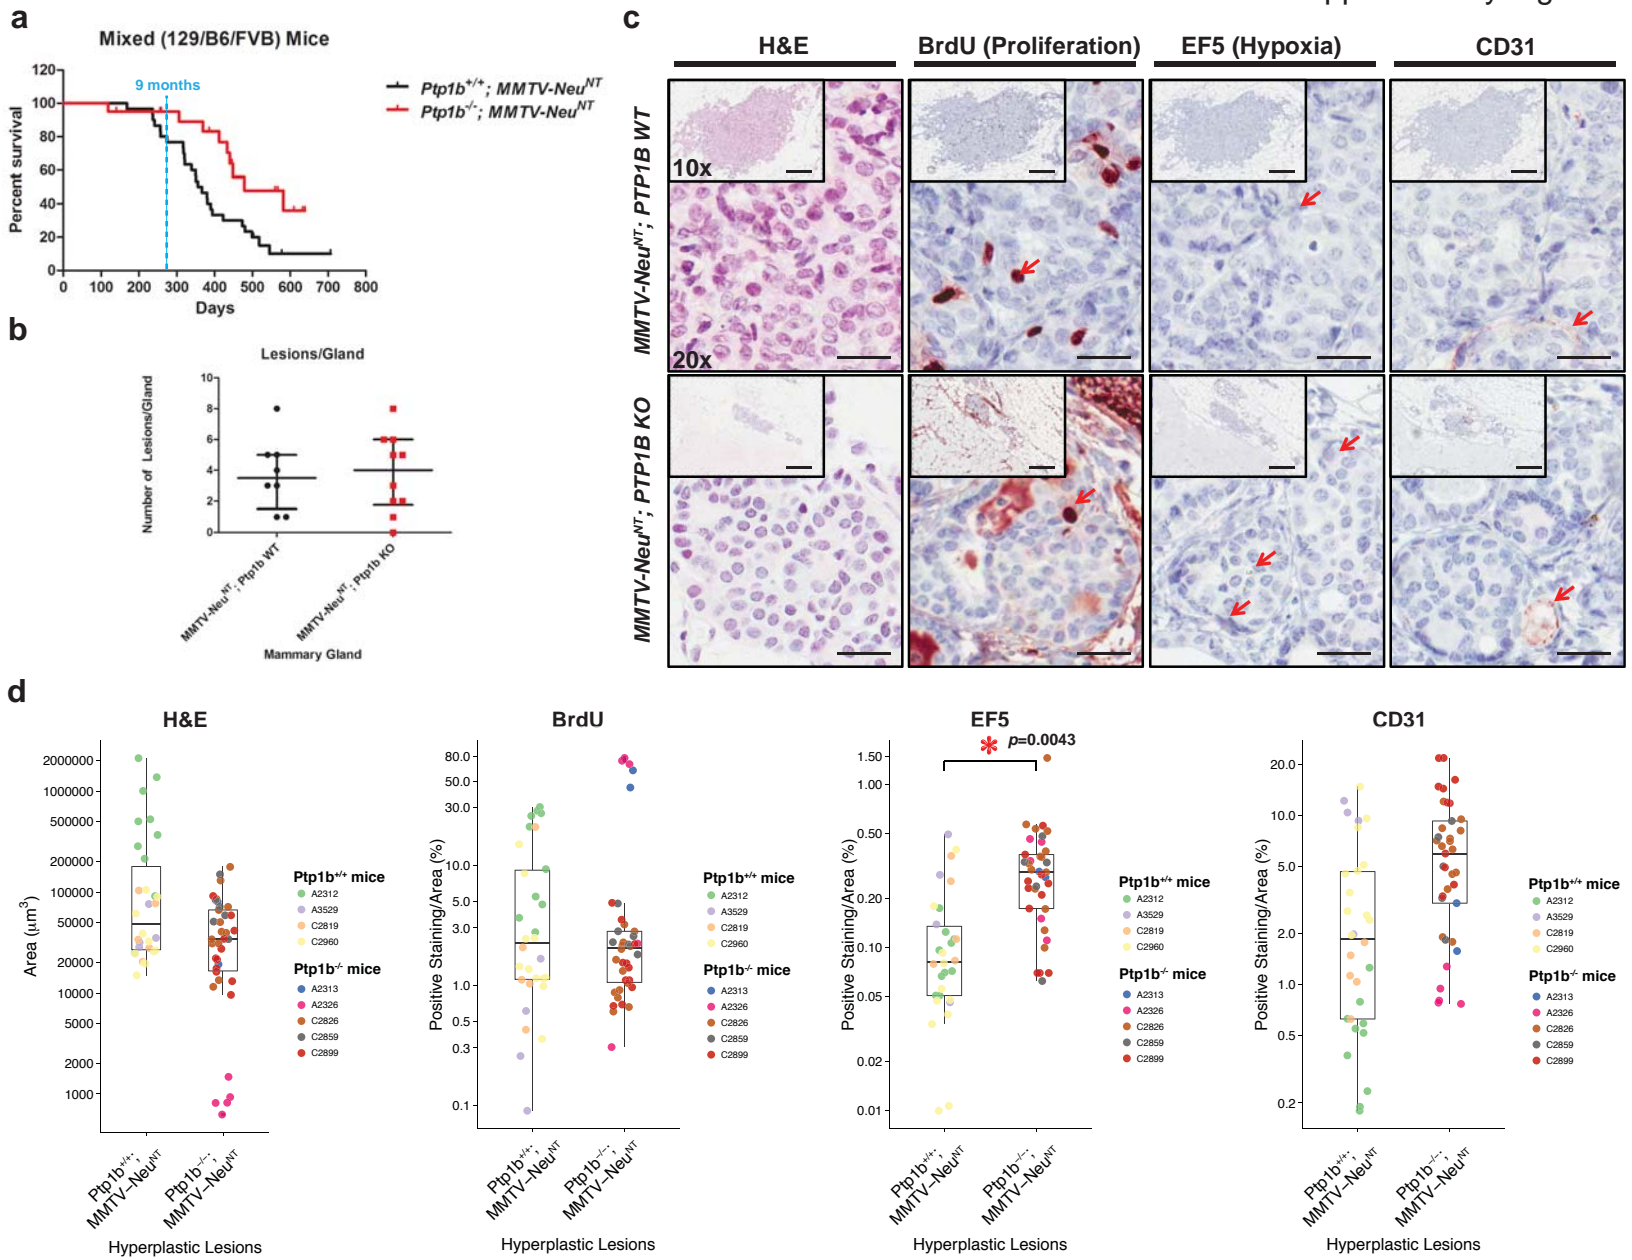 a
Mixed (129/B6/FVB) Mice
9 months
Ptp1b+/+; MMTV-NeuNT
Ptp1b-/-; MMTV-NeuNT
Percent survival
120
100
80
60
40
20
0
0 100 200 300 400 500 600 700 800
Days
b
Lesions/Gland
Number of Lesions/Gland
10
8
6
4
2
0
MMTV-NeuNT; Ptp1b WT
MMTV-NeuNT; Ptp1b KO
Mammary Gland
c
H&E
BrdU (Proliferation)
EF5 (Hypoxia)
CD31
MMTV-NeuNT; PTP1B WT
10x
20x
MMTV-NeuNT; PTP1B KO
d
H&E
Area (µm3)
2000000
1000000
500000
200000
100000
50000
20000
10000
5000
2000
1000
Ptp1b+/+;
MMTV–NeuNT
Ptp1b–/–;
MMTV–NeuNT
Hyperplastic Lesions
Ptp1b+/+ mice
A2312
A3529
C2819
C2960
Ptp1b-/- mice
A2313
A2326
C2826
C2859
C2899
BrdU
Positive Staining/Area (%)
80.0
50.0
30.0
10.0
5.0
3.0
1.0
0.5
0.3
0.1
Ptp1b+/+;
MMTV–NeuNT
Ptp1b–/–;
MMTV–NeuNT
Hyperplastic Lesions
Ptp1b+/+ mice
A2312
A3529
C2819
C2960
Ptp1b-/- mice
A2313
A2326
C2826
C2859
C2899
EF5
* p=0.0043
Positive Staining/Area (%)
1.50
1.00
0.50
0.20
0.10
0.05
0.02
0.01
Ptp1b+/+;
MMTV–NeuNT
Ptp1b–/–;
MMTV–NeuNT
Hyperplastic Lesions
Ptp1b+/+ mice
A2312
A3529
C2819
C2960
Ptp1b-/- mice
A2313
A2326
C2826
C2859
C2899
CD31
Positive Staining/Area (%)
20.0
10.0
5.0
2.0
1.0
0.5
0.2
Ptp1b+/+;
MMTV–NeuNT
Ptp1b–/–;
MMTV–NeuNT
Hyperplastic Lesions
Ptp1b+/+ mice
A2312
A3529
C2819
C2960
Ptp1b-/- mice
A2313
A2326
C2826
C2859
C2899